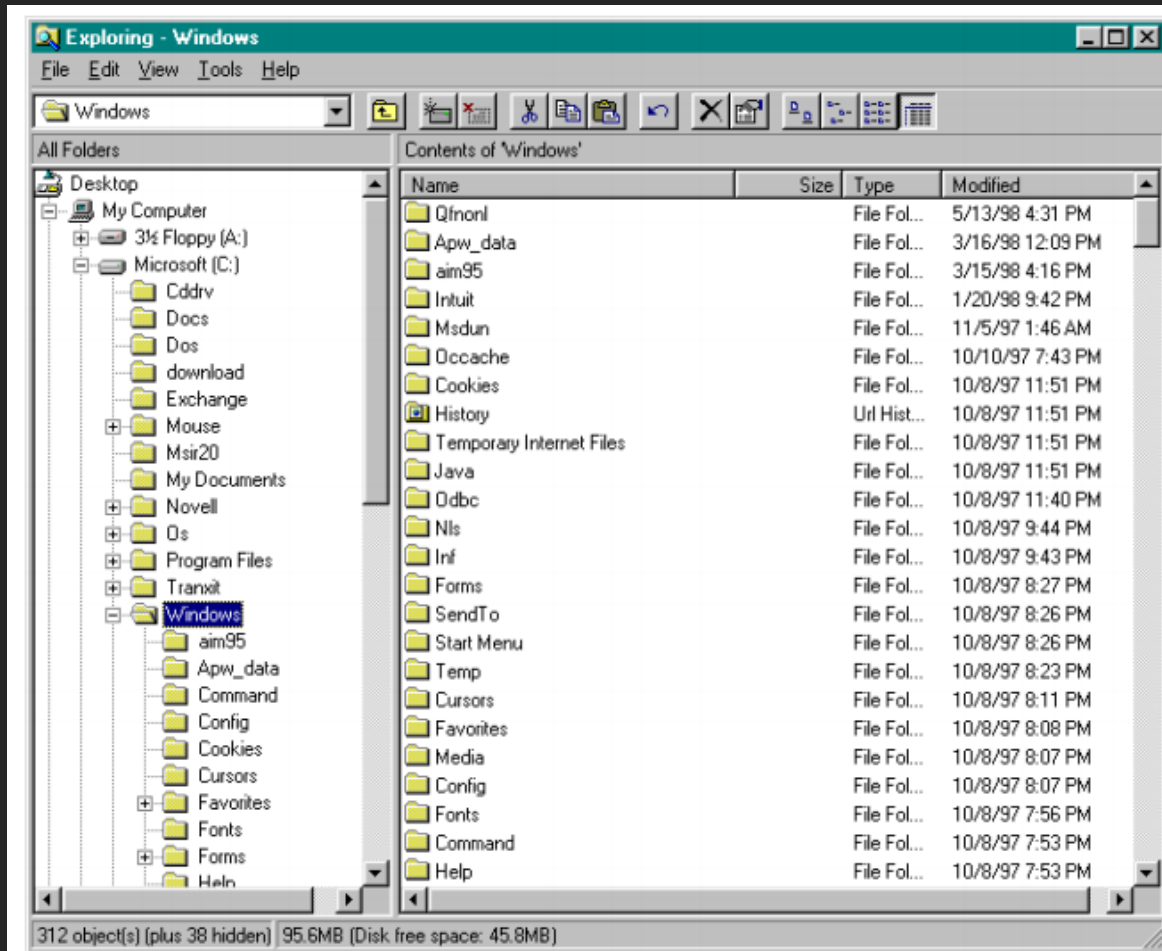 Exploring - Windows
File Edit View Tools Help
Windows
All Folders
Contents of 'Windows'
Desktop
My Computer
3½ Floppy (A:)
Microsoft (C:)
Cddrv
Docs
Dos
download
Exchange
Mouse
Msir20
My Documents
Novell
Os
Program Files
Tranxit
Windows
aim95
Apw_data
Command
Config
Cookies
Cursors
Favorites
Fonts
Forms
Help
Name Size Type Modified
Qfnonl File Fol... 5/13/98 4:31 PM
Apw_data File Fol... 3/16/98 12:09 PM
aim95 File Fol... 3/15/98 4:16 PM
Intuit File Fol... 1/20/98 9:42 PM
Msdun File Fol... 11/5/97 1:46 AM
Occache File Fol... 10/10/97 7:43 PM
Cookies File Fol... 10/8/97 11:51 PM
History Url Hist... 10/8/97 11:51 PM
Temporary Internet Files File Fol... 10/8/97 11:51 PM
Java File Fol... 10/8/97 11:51 PM
Odbc File Fol... 10/8/97 11:40 PM
Nls File Fol... 10/8/97 9:44 PM
Inf File Fol... 10/8/97 9:43 PM
Forms File Fol... 10/8/97 8:27 PM
SendTo File Fol... 10/8/97 8:26 PM
Start Menu File Fol... 10/8/97 8:26 PM
Temp File Fol... 10/8/97 8:23 PM
Cursors File Fol... 10/8/97 8:11 PM
Favorites File Fol... 10/8/97 8:08 PM
Media File Fol... 10/8/97 8:07 PM
Config File Fol... 10/8/97 8:07 PM
Fonts File Fol... 10/8/97 7:56 PM
Command File Fol... 10/8/97 7:53 PM
Help File Fol... 10/8/97 7:53 PM
312 object(s) (plus 38 hidden) 95.6MB (Disk free space: 45.8MB)